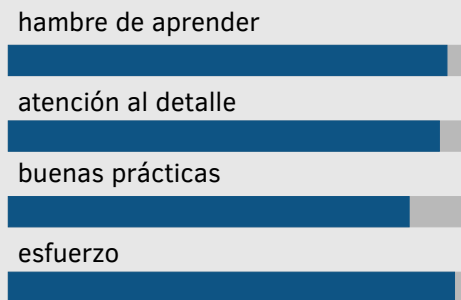 hambre de aprender
atención al detalle
buenas prácticas
esfuerzo